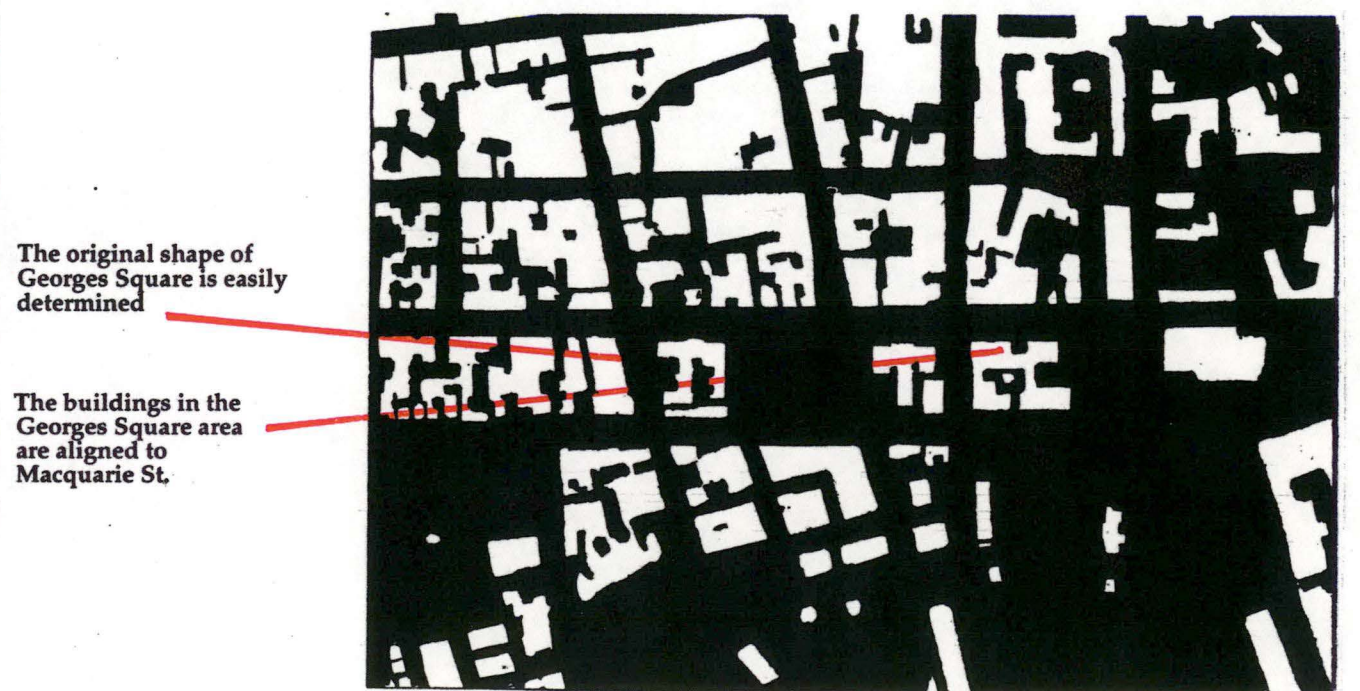 The original shape of
Georges Square is easily
determined
The buildings in the
Georges Square area
are aligned to
Macquarie St.